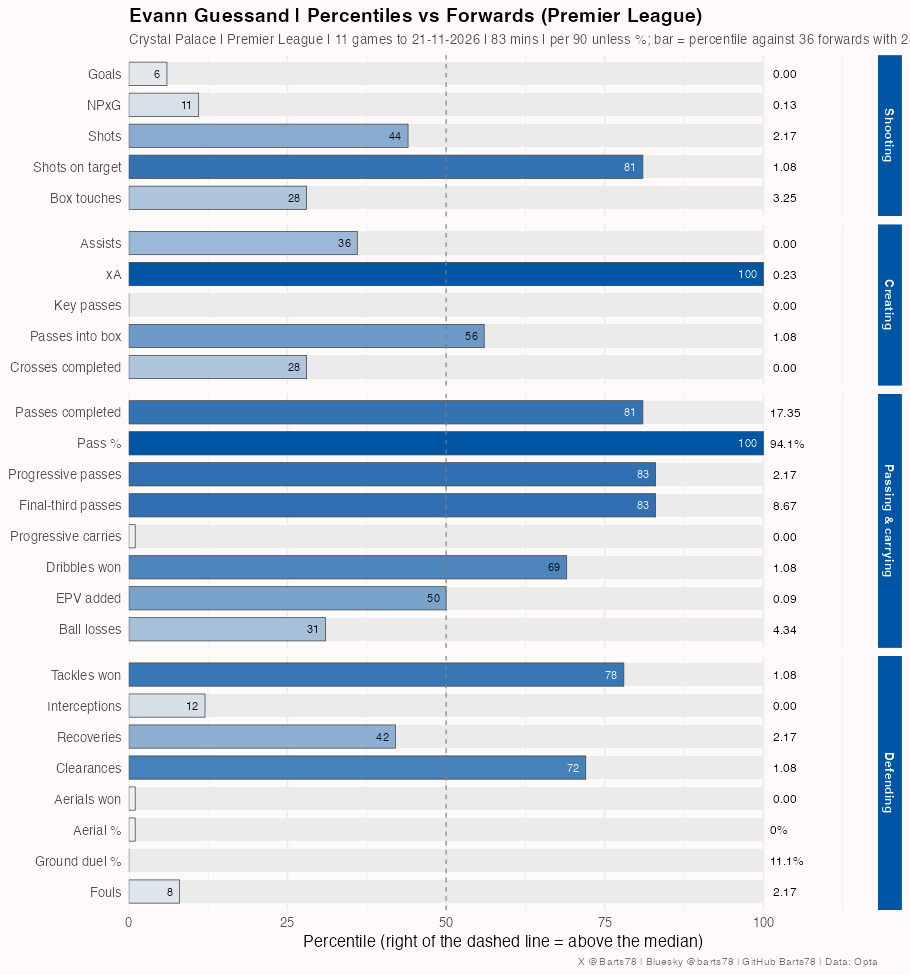 Evann Guessand | Percentiles vs Forwards (Premier League)
Crystal Palace | Premier League | 11 games to 21-11-2026 | 83 mins | per 90 unless %; bar = percentile against 36 forwards with
Goals 6 0.00
NPxG 11 0.13
Shots 44 2.17
Shots on target 81 1.08
Box touches 28 3.25
Shooting
Assists 36 0.00
xA 100 0.23
Key passes 0.00
Passes into box 56 1.08
Crosses completed 28 0.00
Creating
Passes completed 81 17.35
Pass % 100 94.1%
Progressive passes 83 2.17
Final-third passes 83 8.67
Progressive carries 0.00
Dribbles won 69 1.08
EPV added 50 0.09
Ball losses 31 4.34
Passing & carrying
Tackles won 78 1.08
Interceptions 12 0.00
Recoveries 42 2.17
Clearances 72 1.08
Aerials won 0.00
Aerial % 0%
Ground duel % 11.1%
Fouls 8 2.17
Defending
0 25 50 75 100
Percentile (right of the dashed line = above the median)
X @Barts78 | Bluesky @barts78 | GitHub Barts78 | Data: Opta